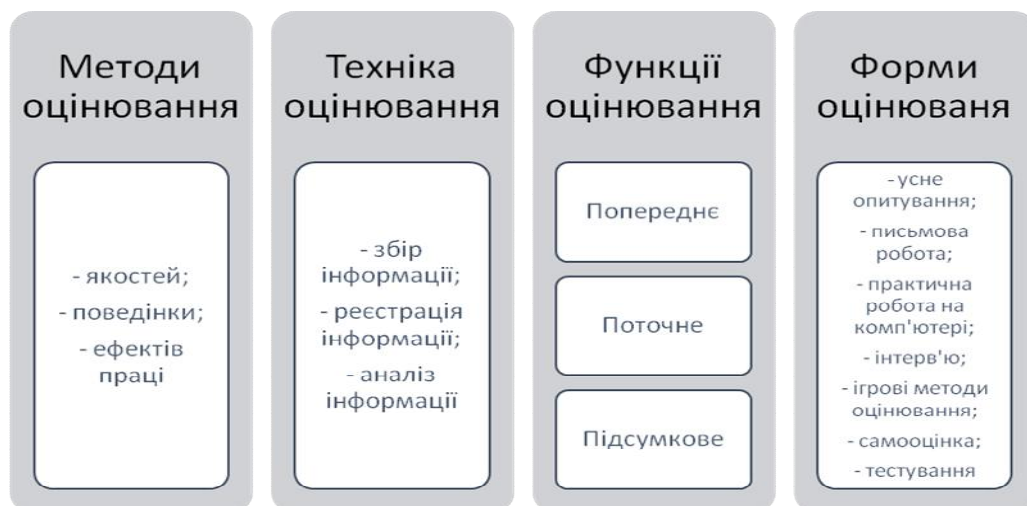 Методи
оцінювання
- якостей;
- поведінки;
- ефектів
праці
Техніка
оцінювання
- збір
інформації;
- реєстрація
інформації;
- аналіз
інформації
Функції
оцінювання
Попереднє
Поточне
Підсумкове
Форми
оцінюваня
- усне
опитування;
- письмова
робота;
- практична
робота на
комп'ютері;
- інтерв'ю;
- ігрові методи
оцінювання;
- самооцінка;
- тестування